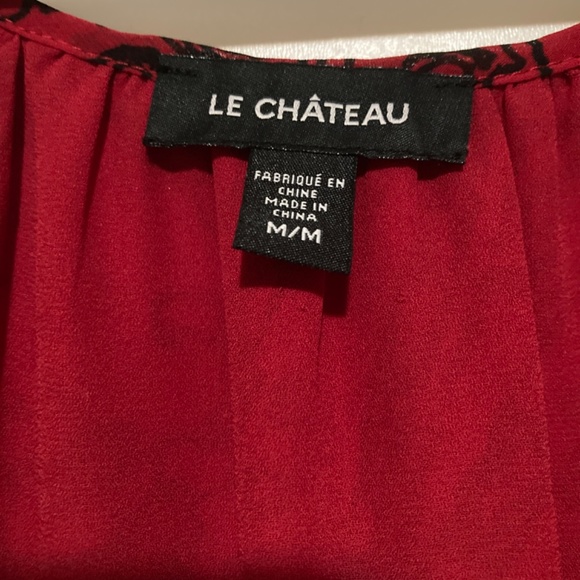 LE CHÂTEAU
FABRIQUÉ EN
CHINE
MADE IN
CHINA
M/M